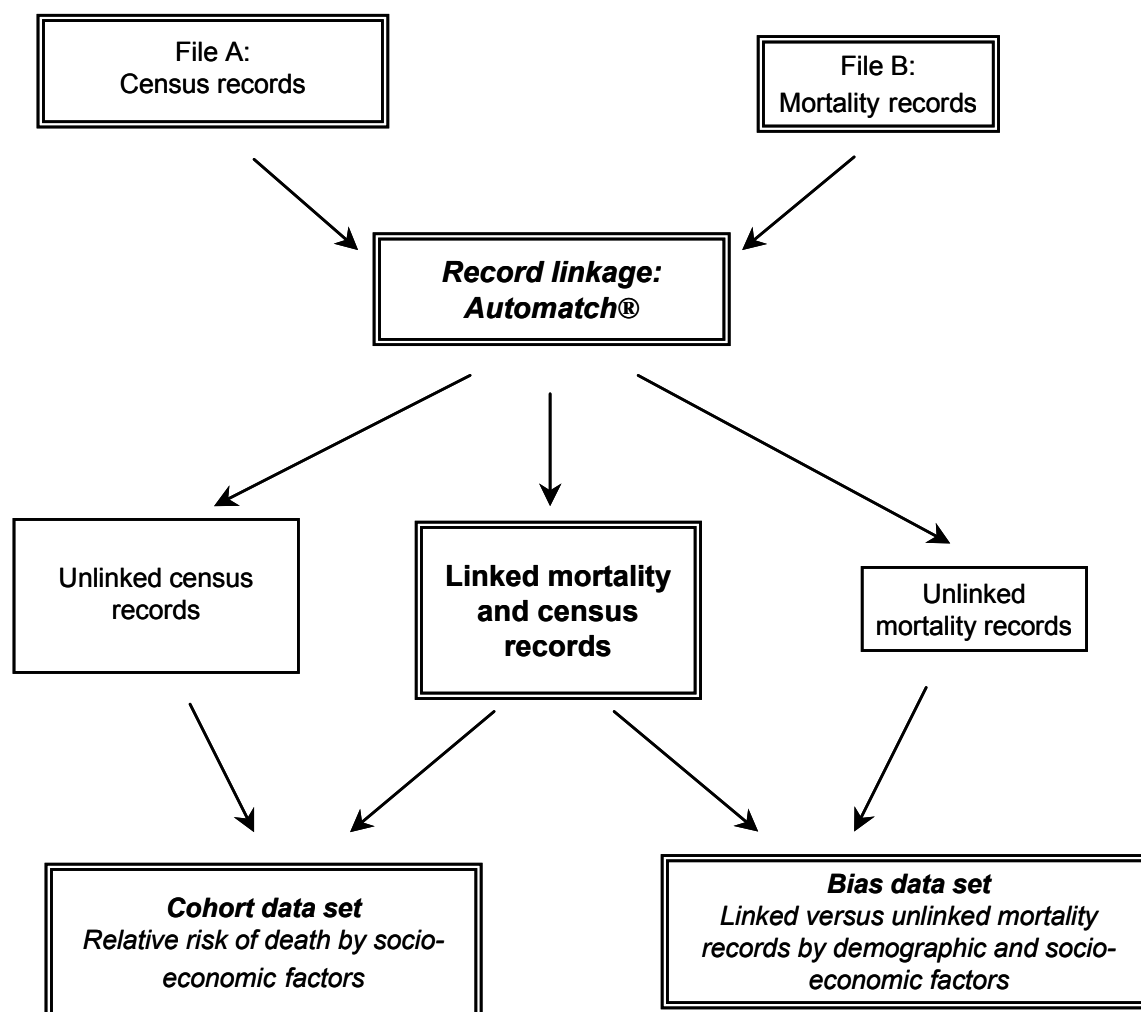 File A:
Census records
File B:
Mortality records
Record linkage:
Automatch®
Unlinked census
records
Linked mortality
and census
records
Unlinked
mortality records
Cohort data set
Relative risk of death by socio-
economic factors
Bias data set
Linked versus unlinked mortality
records by demographic and socio-
economic factors